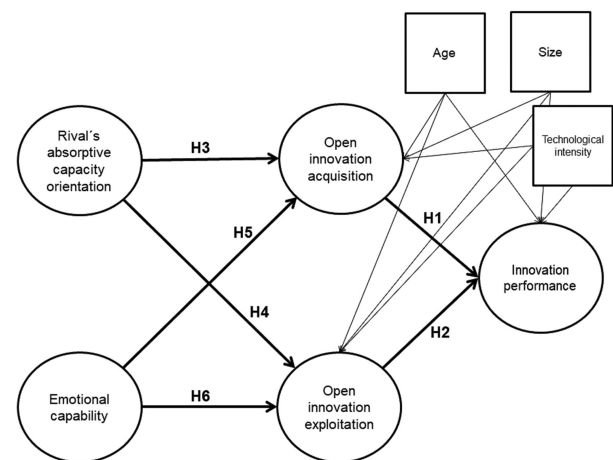 Age
Size
Technological
intensity
Rival´s
absorptive
capacity
orientation
H3
Open
innovation
acquisition
H5
H1
H4
Innovation
performance
H2
Emotional
capability
H6
Open
innovation
exploitation